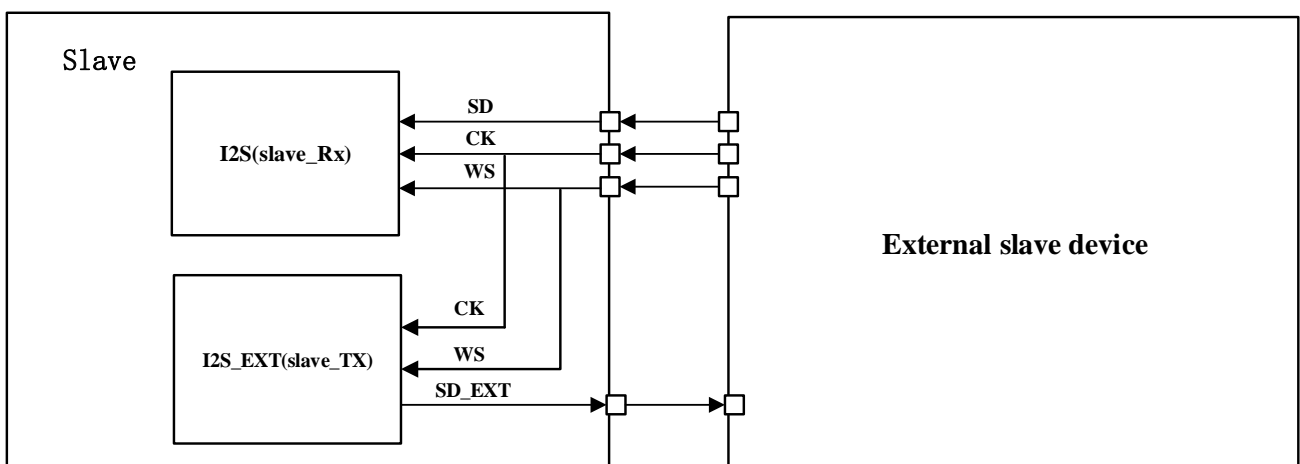 Slave
SD
CK
I2S(slave_Rx)
WS
External slave device
CK
I2S_EXT(slave_TX)
WS
SD_EXT